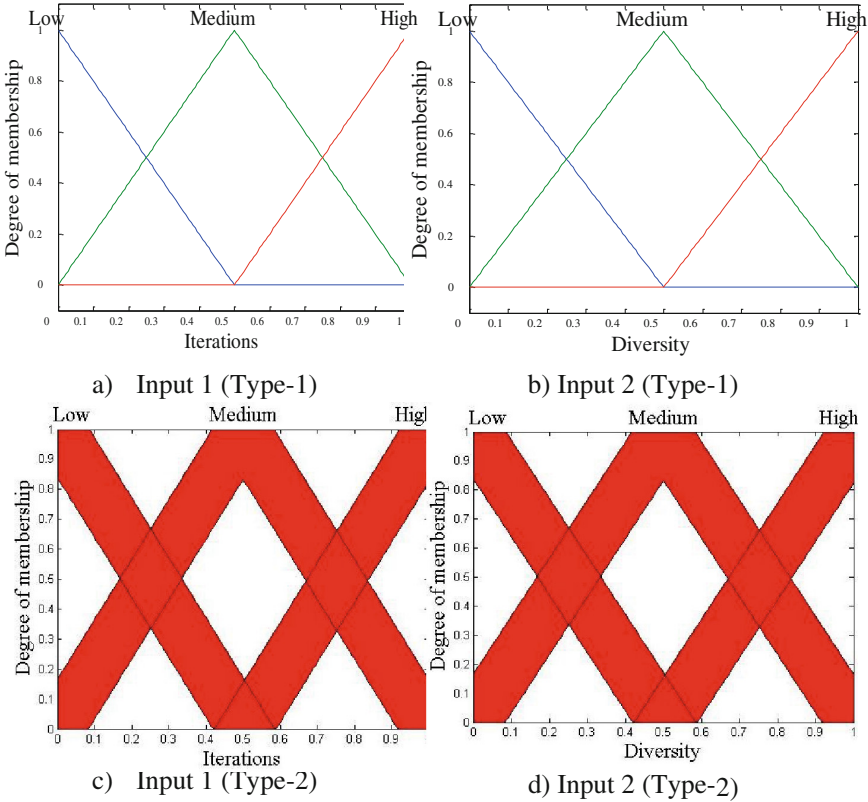 Low Medium High
Low Medium High
Degree of membership
1
0.8
0.6
0.4
0.2
0
0 0.1 0.2 0.3 0.4 0.5 0.6 0.7 0.8 0.9 1
Iterations
Degree of membership
1
0.8
0.6
0.4
0.2
0
0 0.1 0.2 0.3 0.4 0.5 0.6 0.7 0.8 0.9 1
Diversity
a) Input 1 (Type-1)
b) Input 2 (Type-1)
Low Medium High
Low Medium High
Degree of membership
1
0.9
0.8
0.7
0.6
0.5
0.4
0.3
0.2
0.1
0
0 0.1 0.2 0.3 0.4 0.5 0.6 0.7 0.8 0.9 1
Iterations
Degree of membership
1
0.9
0.8
0.7
0.6
0.5
0.4
0.3
0.2
0.1
0
0 0.1 0.2 0.3 0.4 0.5 0.6 0.7 0.8 0.9 1
Diversity
c) Input 1 (Type-2)
d) Input 2 (Type-2)